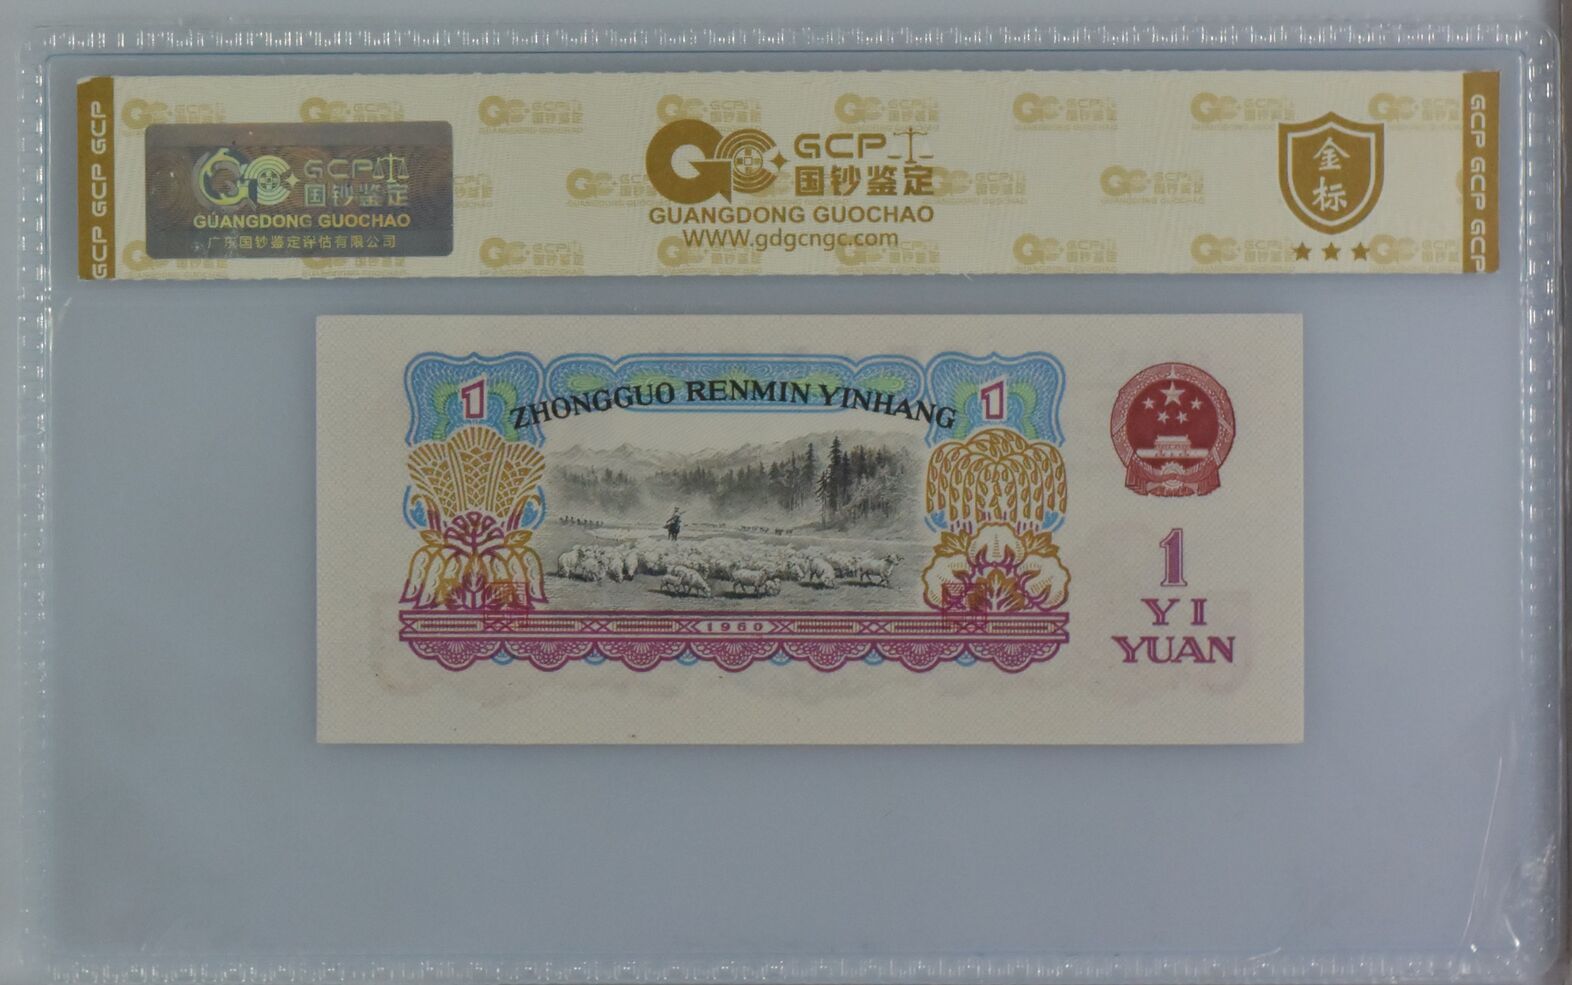 GCP GCP GCP
GCP
国钞鉴定
GUANGDONG GUOCHAO
广东国钞鉴定评估有限公司
GCP
国钞鉴定
GUANGDONG GUOCHAO
WWW.gdgcngc.com
金
标
GCP GCP GCP
1
ZHONGGUO RENMIN YINHANG
1
1960
1
YI
YUAN